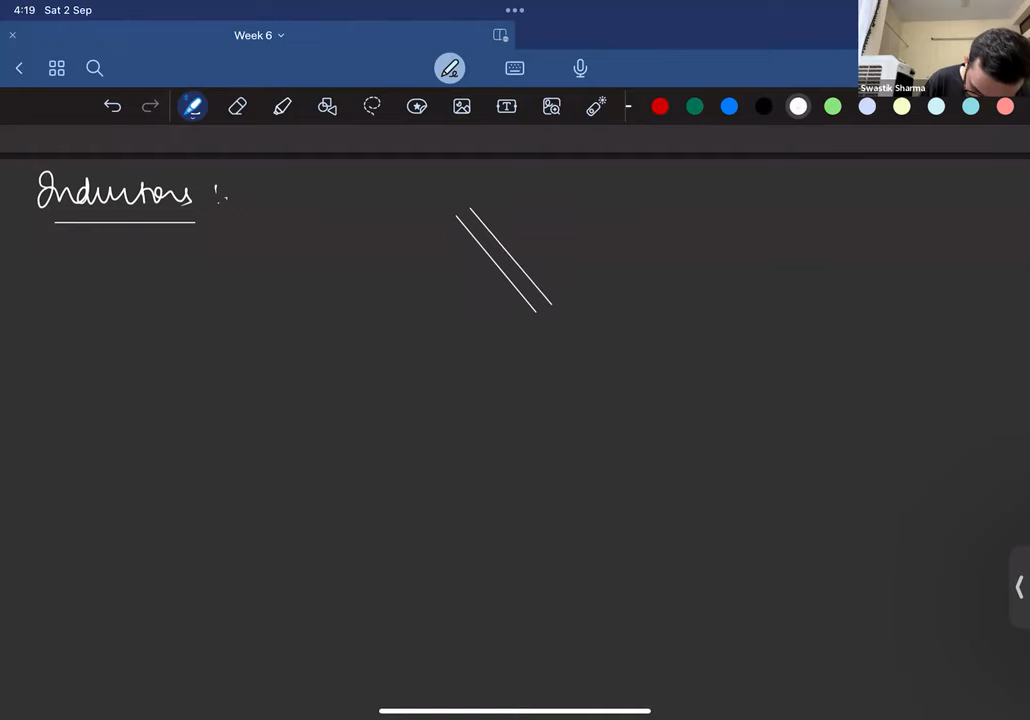 4:19 Sat 2 Sep
Week 6
Swastik Sharma
T
Inductors :-